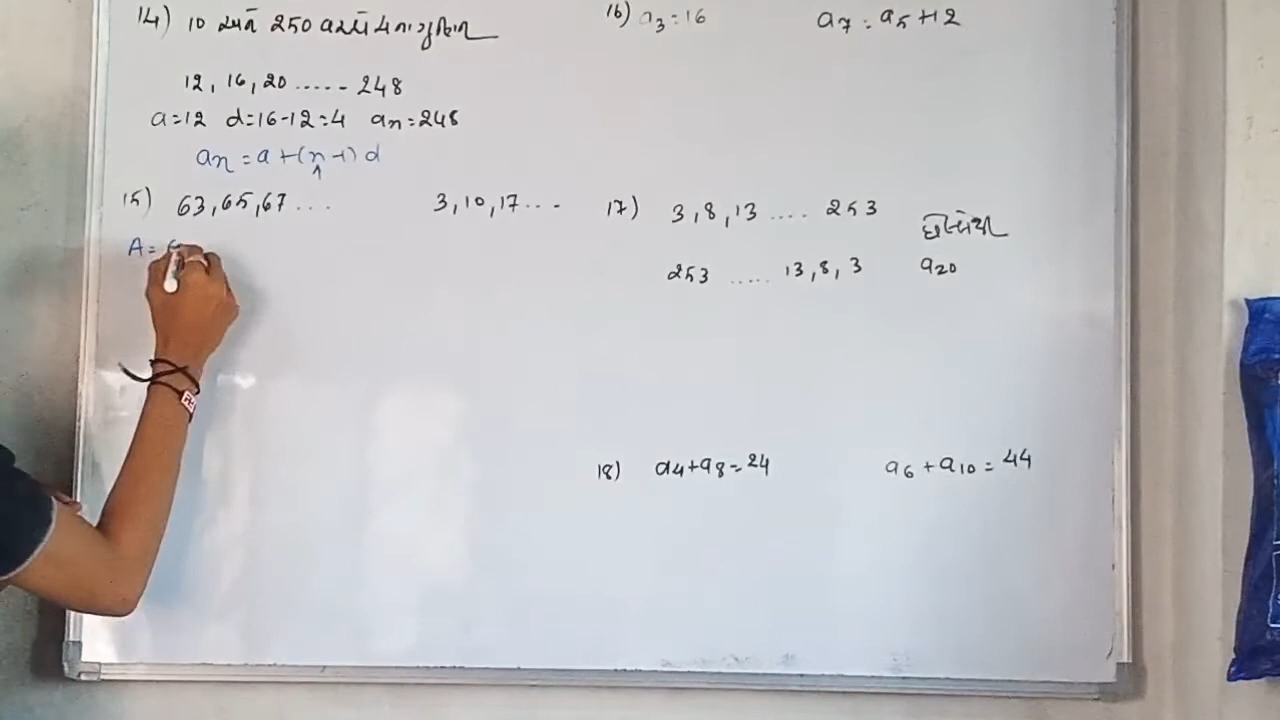 14) 10 અને 250 વચ્ચે 4 ના ગુણિત
12, 16, 20 ..... - 248
a=12 d=16-12=4 an=248
an = a + (n-1) d
15) 63, 65, 67 ...
3, 10, 17 ...
A =
16) a3 = 16
a7 = a5 + 12
17) 3, 8, 13 .... 253
છેલ્લેથી
253 ..... 13, 8, 3
a20
18) a4 + a8 = 24
a6 + a10 = 44